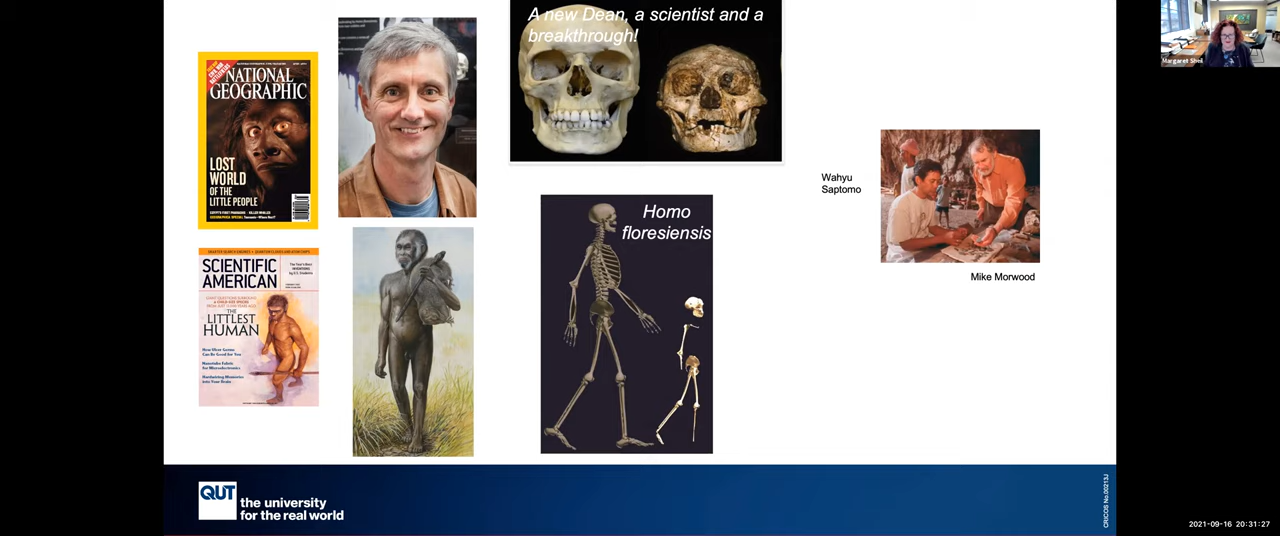 A new Dean, a scientist and a
breakthrough!
NATIONAL
GEOGRAPHIC
LOST
WORLD
OF THE
LITTLE PEOPLE
SCIENTIFIC
AMERICAN
THE
LITTLEST
HUMAN
Homo
floresiensis
Wahyu
Saptomo
Mike Morwood
Margaret Sheil
QUT
the university
for the real world
CRICOS No.00213J
2021-09-16 20:31:27